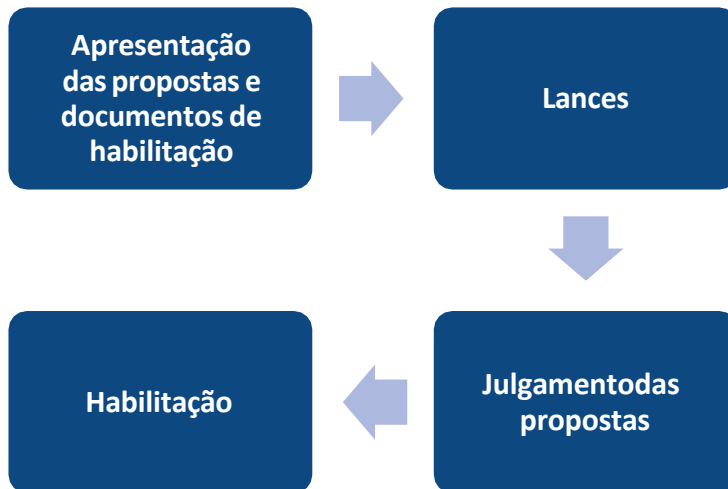 Apresentação
das propostas e
documentos de
habilitação
Lances
Julgamentodas
propostas
Habilitação